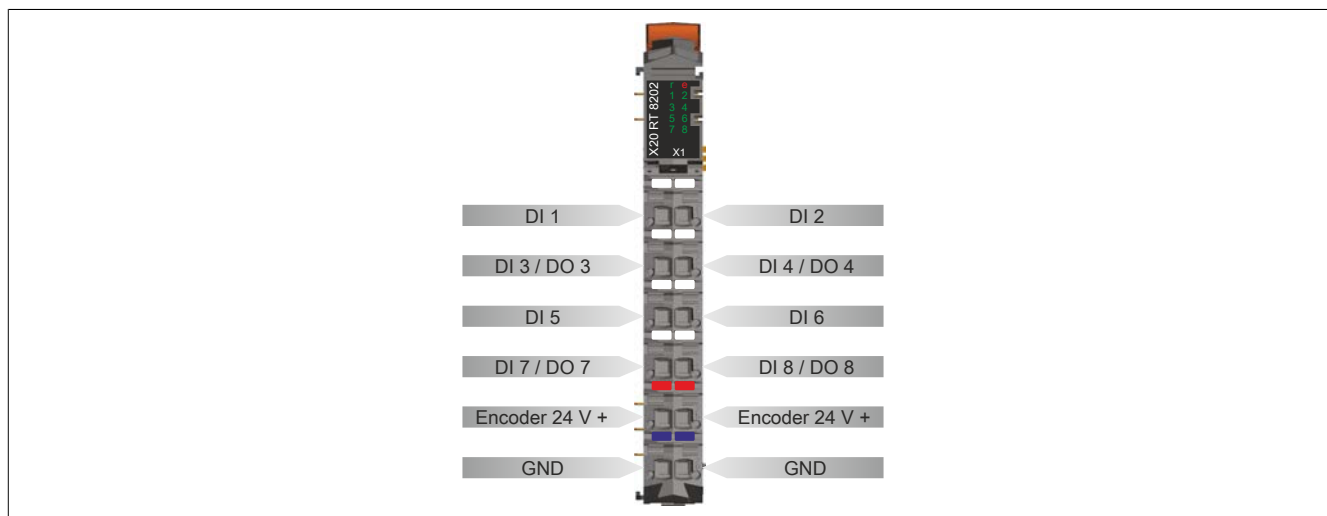 X20 RT 8202
r e
1 2
3 4
5 6
7 8
X1
DI 1 DI 2
DI 3 / DO 3 DI 4 / DO 4
DI 5 DI 6
DI 7 / DO 7 DI 8 / DO 8
Encoder 24 V + Encoder 24 V +
GND GND